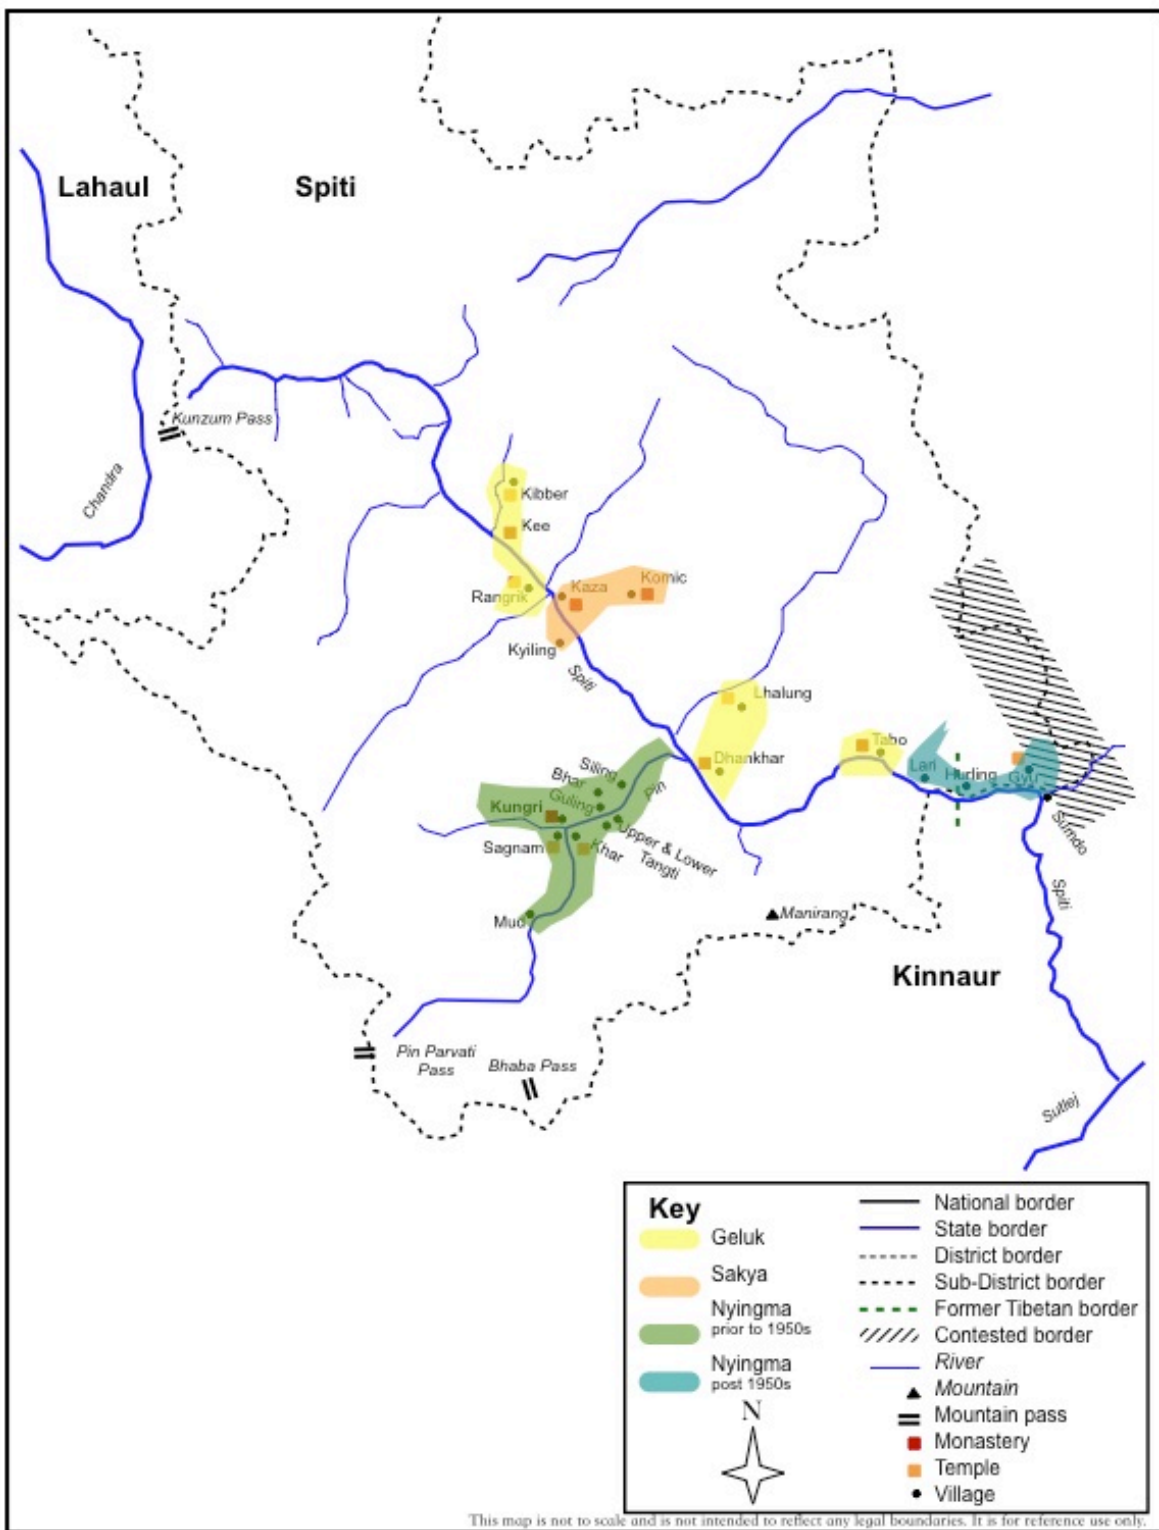 Lahaul
Spiti
Kunzum Pass
Chandra
Kibber
Kee
Rangrik
Kaza
Komic
Kyiling
Spiti
Lhalung
Dhankhar
Tabo
Lari
Hurling
Gyu
Sumdo
Siling
Bhar
Guling
Pin
Kungri
Upper & Lower
Tangti
Sagnam
Khar
Mud
Manirang
Spiti
Kinnaur
Pin Parvati
Pass
Bhaba Pass
Sutlej
Key
Geluk
Sakya
Nyingma
prior to 1950s
Nyingma
post 1950s
N
National border
State border
District border
Sub-District border
Former Tibetan border
Contested border
River
Mountain
Mountain pass
Monastery
Temple
Village
This map is not to scale and is not intended to reflect any legal boundaries. It is for reference use only.